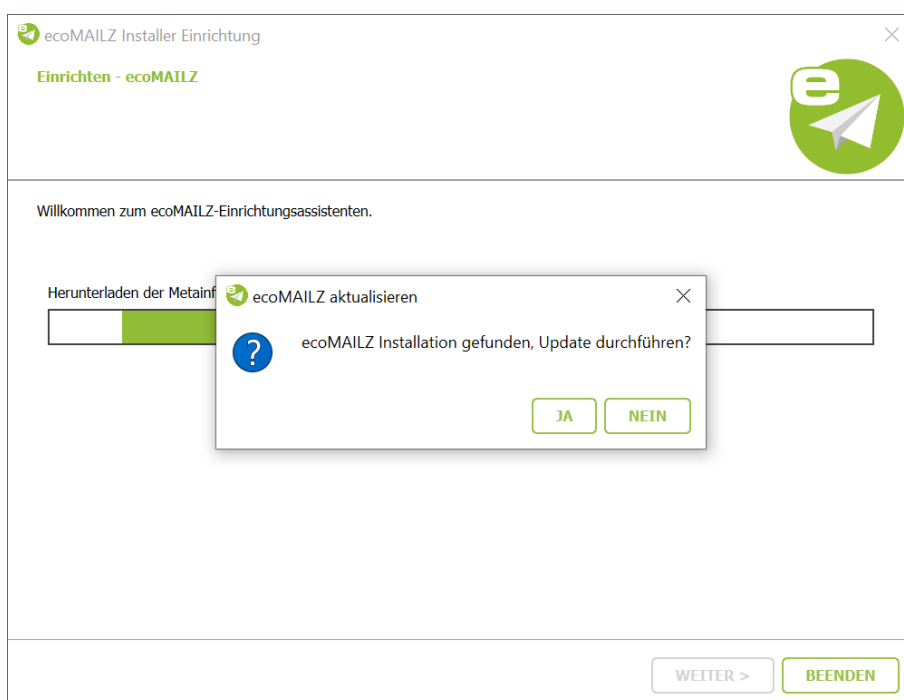 ecoMAILZ Installer Einrichtung
Einrichten - ecoMAILZ
e
Willkommen zum ecoMAILZ-Einrichtungsassistenten.
Herunterladen der Metainf
ecoMAILZ aktualisieren
ecoMAILZ Installation gefunden, Update durchführen?
?
JA NEIN
WEITER > BEENDEN